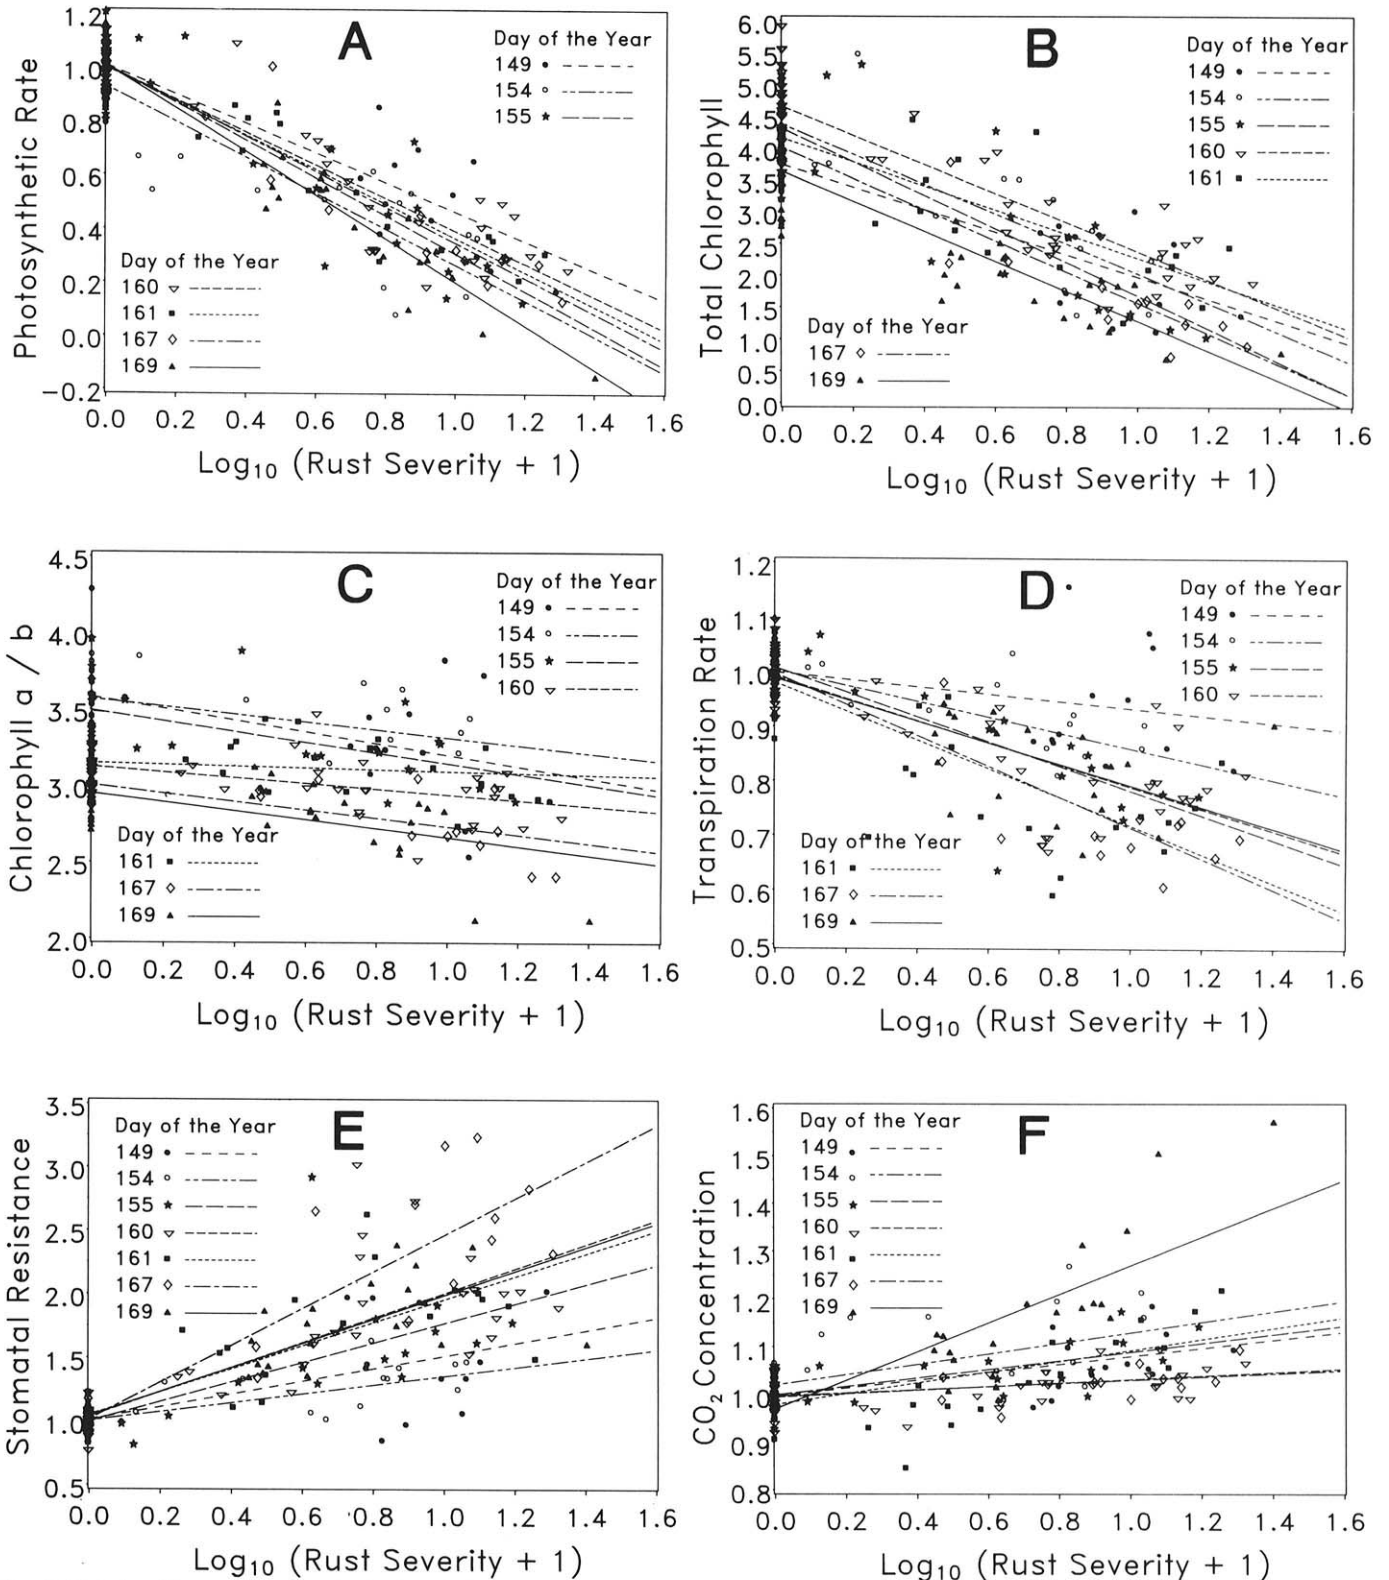 A
Photosynthetic Rate
1.2
1.0
0.8
0.6
0.4
0.2
0.0
−0.2
Day of the Year
149
154
155
Day of the Year
160
161
167
169
0.0 0.2 0.4 0.6 0.8 1.0 1.2 1.4 1.6
Log10 (Rust Severity + 1)
B
Total Chlorophyll
6.0
5.5
5.0
4.5
4.0
3.5
3.0
2.5
2.0
1.5
1.0
0.5
0.0
Day of the Year
149
154
155
160
161
Day of the Year
167
169
0.0 0.2 0.4 0.6 0.8 1.0 1.2 1.4 1.6
Log10 (Rust Severity + 1)
C
Chlorophyll a / b
4.5
4.0
3.5
3.0
2.5
2.0
Day of the Year
149
154
155
160
Day of the Year
161
167
169
0.0 0.2 0.4 0.6 0.8 1.0 1.2 1.4 1.6
Log10 (Rust Severity + 1)
D
Transpiration Rate
1.2
1.1
1.0
0.9
0.8
0.7
0.6
0.5
Day of the Year
149
154
155
160
Day of the Year
161
167
169
0.0 0.2 0.4 0.6 0.8 1.0 1.2 1.4 1.6
Log10 (Rust Severity + 1)
E
Stomatal Resistance
3.5
3.0
2.5
2.0
1.5
1.0
0.5
Day of the Year
149
154
155
160
161
167
169
0.0 0.2 0.4 0.6 0.8 1.0 1.2 1.4 1.6
Log10 (Rust Severity + 1)
F
CO2 Concentration
1.6
1.5
1.4
1.3
1.2
1.1
1.0
0.9
0.8
Day of the Year
149
154
155
160
161
167
169
0.0 0.2 0.4 0.6 0.8 1.0 1.2 1.4 1.6
Log10 (Rust Severity + 1)